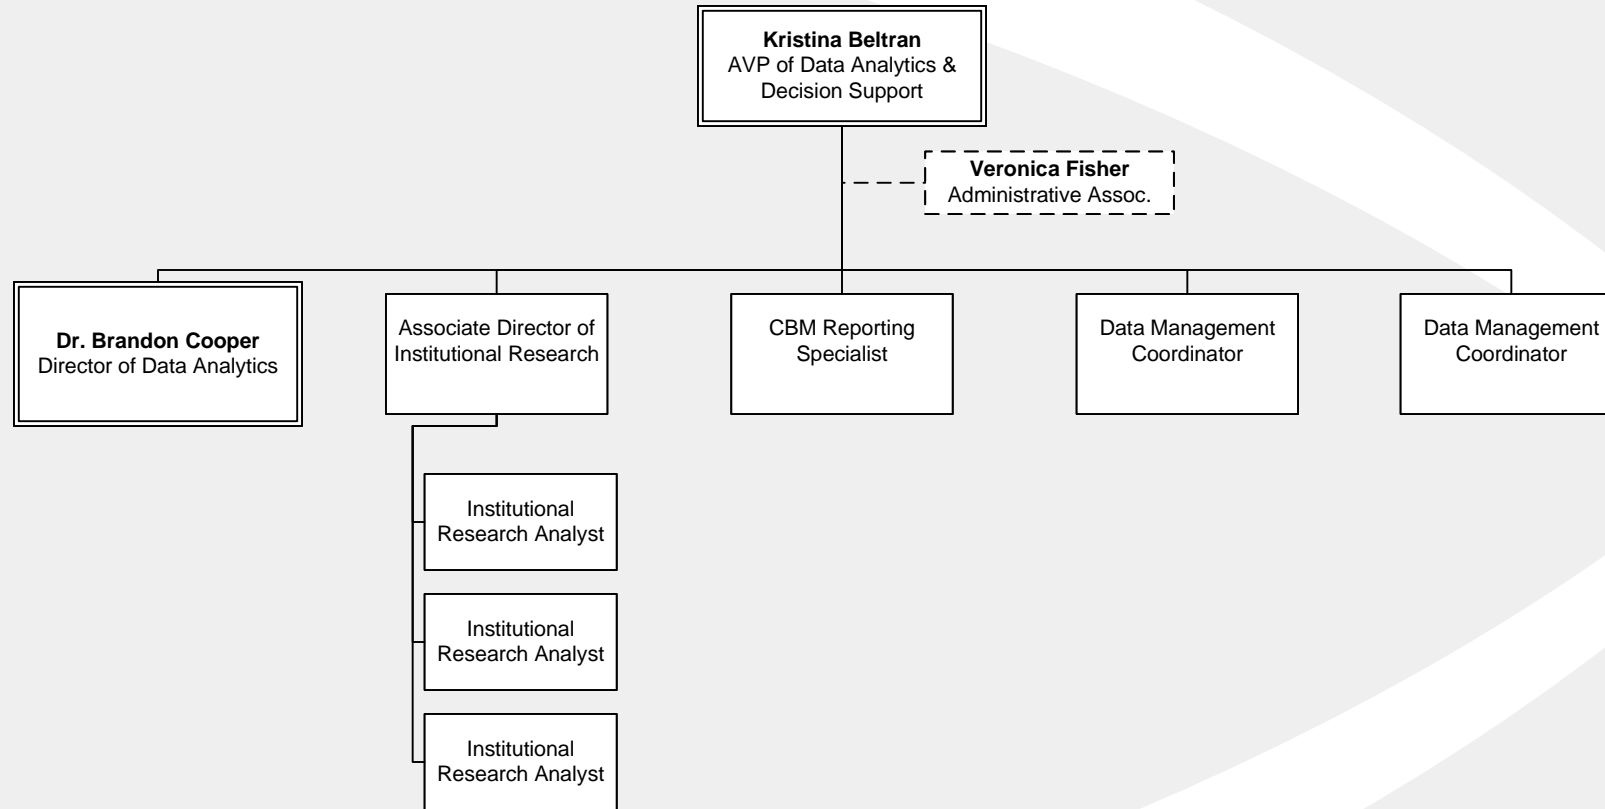 Kristina Beltran
AVP of Data Analytics &
Decision Support
Veronica Fisher
Administrative Assoc.
Dr. Brandon Cooper
Director of Data Analytics
Associate Director of
Institutional Research
CBM Reporting
Specialist
Data Management
Coordinator
Data Management
Coordinator
Institutional
Research Analyst
Institutional
Research Analyst
Institutional
Research Analyst